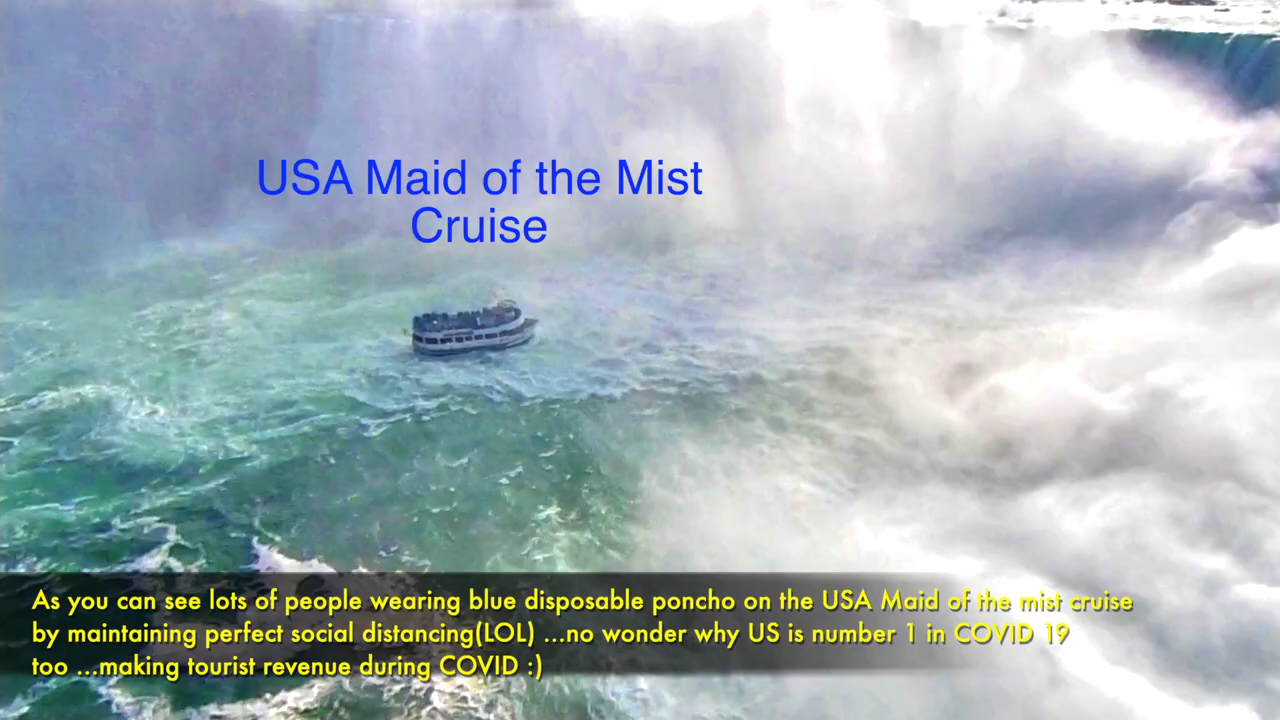 USA Maid of the Mist
Cruise
As you can see lots of people wearing blue disposable poncho on the USA Maid of the mist cruise
by maintaining perfect social distancing(LOL) ...no wonder why US is number 1 in COVID 19
too ...making tourist revenue during COVID :)